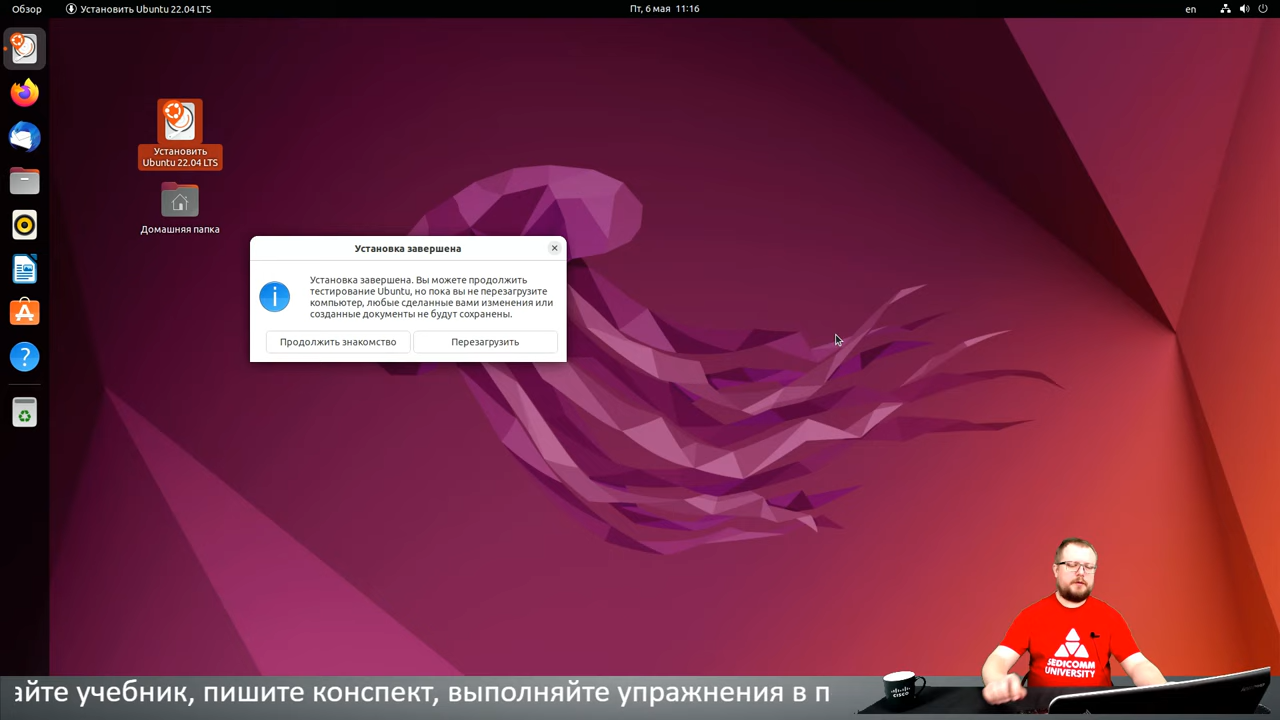 Обзор
Установить Ubuntu 22.04 LTS
Пт, 6 мая 11:16
en
Установить
Ubuntu 22.04 LTS
Домашняя папка
Установка завершена
Установка завершена. Вы можете продолжить
тестирование Ubuntu, но пока вы не перезагрузите
компьютер, любые сделанные вами изменения или
созданные документы не будут сохранены.
Продолжить знакомство
Перезагрузить
SEDICOMM
UNIVERSITY
CISCO
айте учебник, пишите конспект, выполняйте упражнения в п